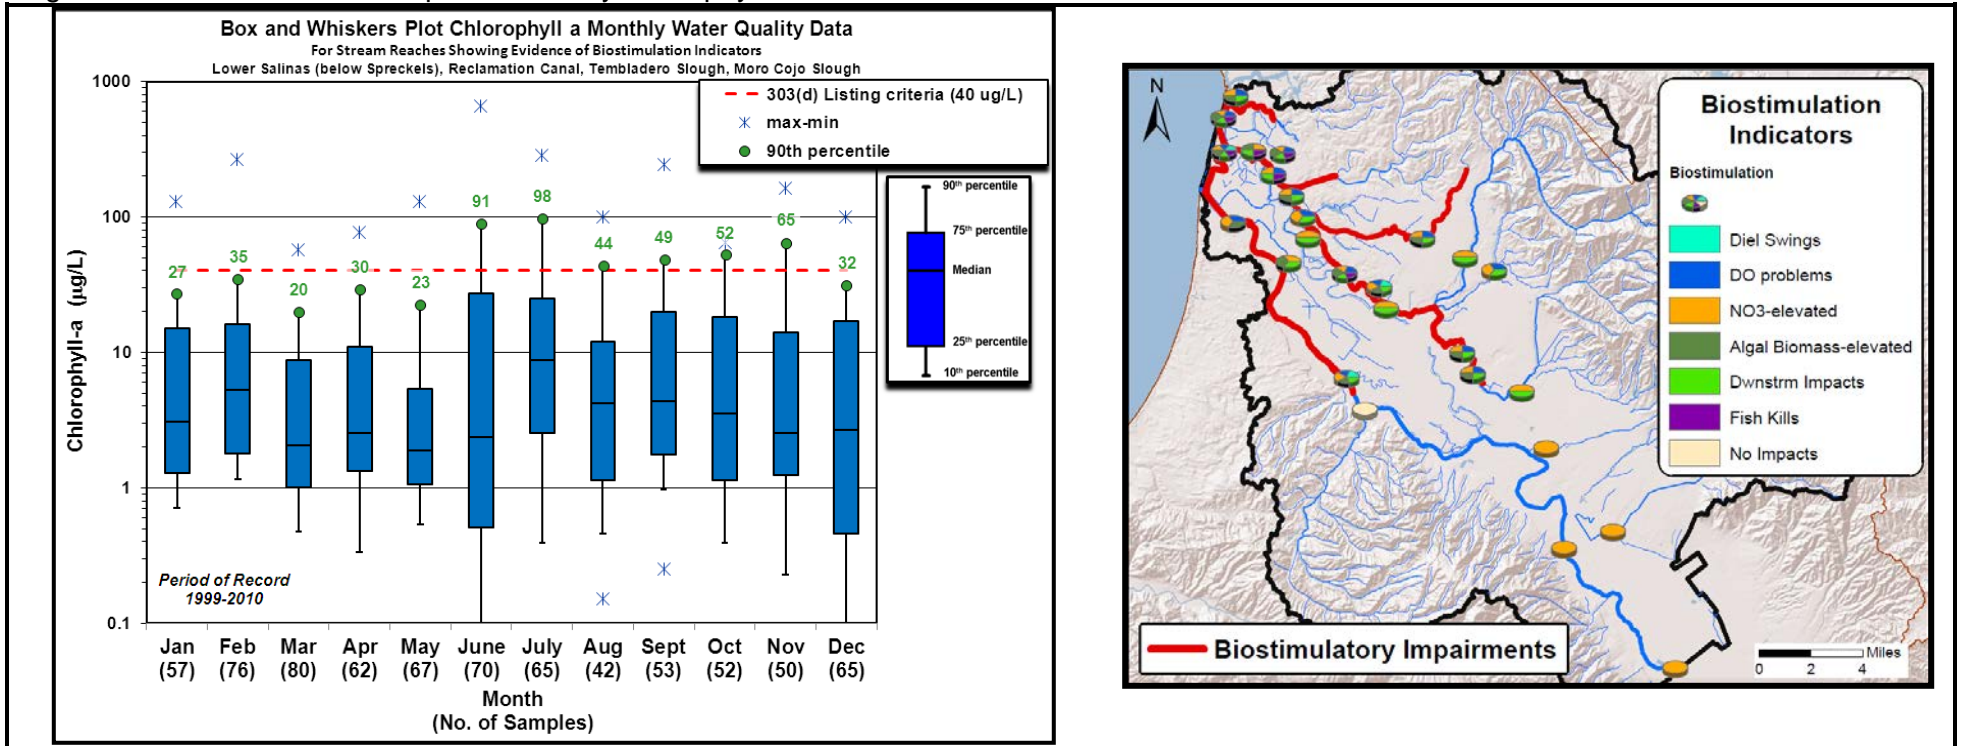 Box and Whiskers Plot Chlorophyll a Monthly Water Quality Data
For Stream Reaches Showing Evidence of Biostimulation Indicators
Lower Salinas (below Spreckels), Reclamation Canal, Tembladero Slough, Moro Cojo Slough
303(d) Listing criteria (40 ug/L)
max-min
90th percentile
90th percentile
75th percentile
Median
25th percentile
10th percentile
Chlorophyll-a (µg/L)
1000
100
10
1
0.1
27
35
20
30
23
91
98
44
49
52
65
32
Period of Record
1999-2010
Jan Feb Mar Apr May June July Aug Sept Oct Nov Dec
(57) (76) (80) (62) (67) (70) (65) (42) (53) (52) (50) (65)
Month
(No. of Samples)
N
Biostimulation
Indicators
Biostimulation
Diel Swings
DO problems
NO3-elevated
Algal Biomass-elevated
Dwnstrm Impacts
Fish Kills
No Impacts
Biostimulatory Impairments
Miles
0 2 4